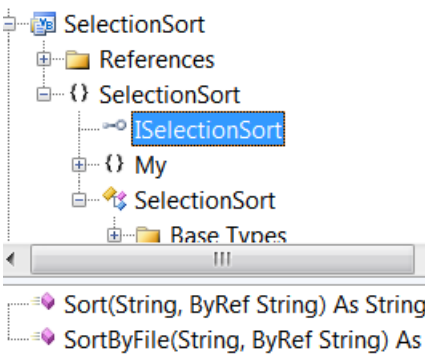 SelectionSort
References
{} SelectionSort
ISelectionSort
{} My
SelectionSort
Base Types
Sort(String, ByRef String) As String
SortByFile(String, ByRef String) As